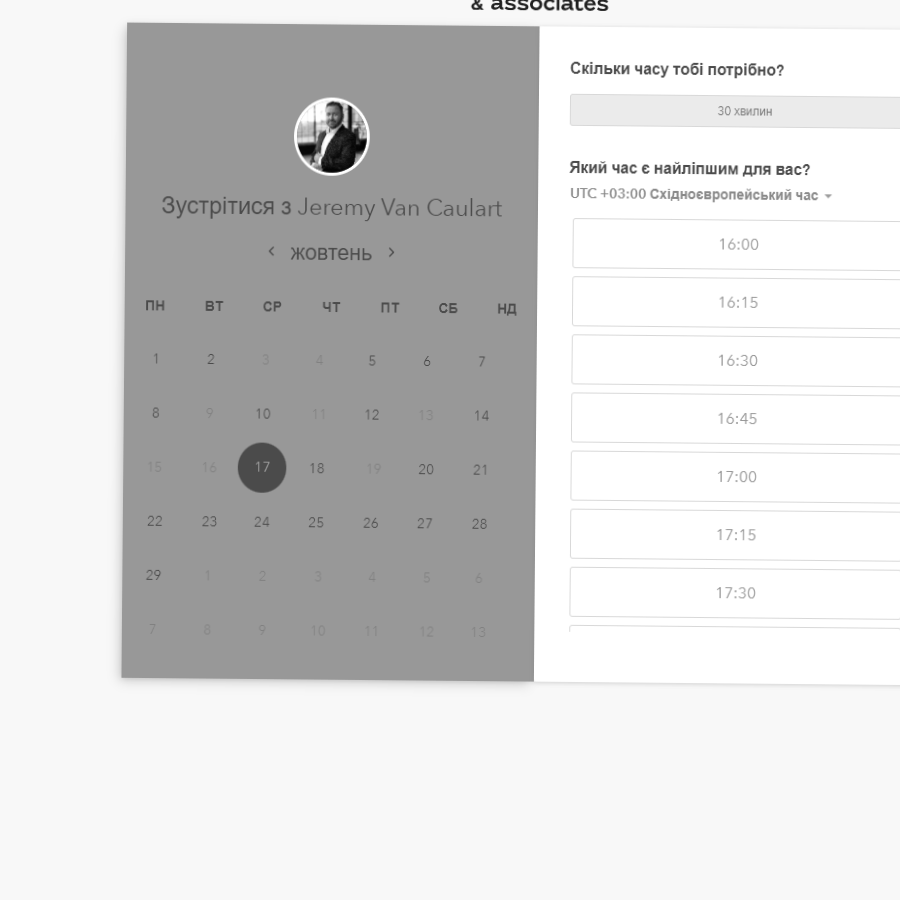 & associates
Зустрітися з Jeremy Van Caulart
жовтень
ПН ВТ СР ЧТ ПТ СБ НД
1 2 3 4 5 6 7
8 9 10 11 12 13 14
15 16 17 18 19 20 21
22 23 24 25 26 27 28
29 1 2 3 4 5 6
7 8 9 10 11 12 13
Скільки часу тобі потрібно?
30 хвилин
Який час є найліпшим для вас?
UTC +03:00 Східноєвропейський час
16:00
16:15
16:30
16:45
17:00
17:15
17:30